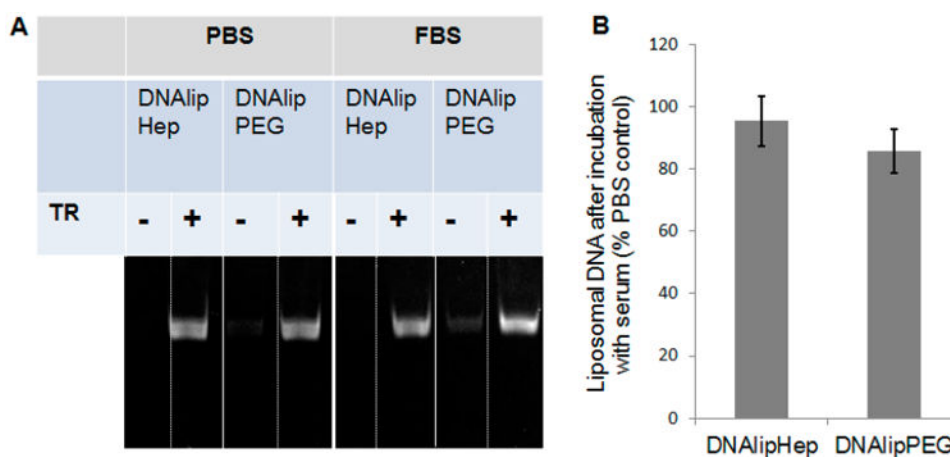 A
PBS FBS
DNAlip Hep DNAlip PEG DNAlip Hep DNAlip PEG
TR - + - + - + - +
B
Liposomal DNA after incubation
with serum (% PBS control)
120
100
80
60
40
20
0
DNAlipHep DNAlipPEG